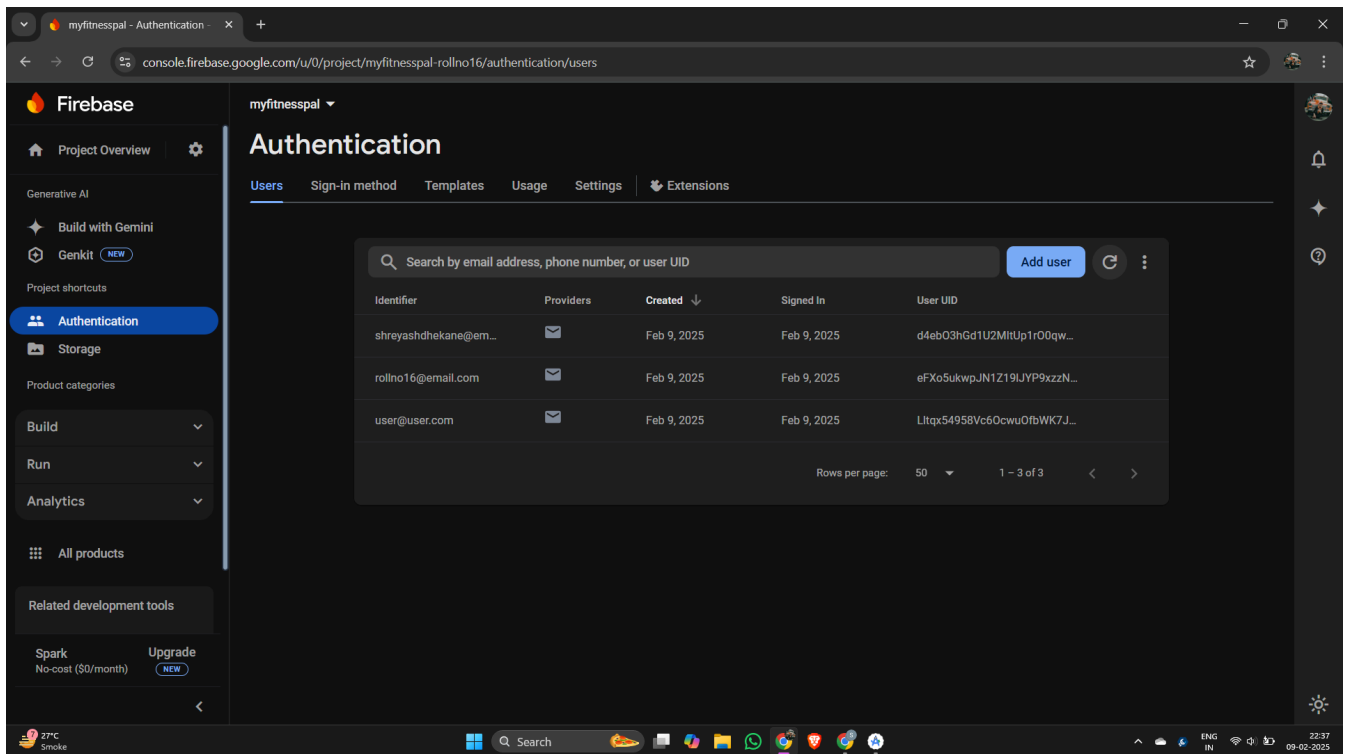 myfitnesspal - Authentication -
console.firebase.google.com/u/0/project/myfitnesspal-rollno16/authentication/users
Firebase
Project Overview
Generative AI
Build with Gemini
Genkit NEW
Project shortcuts
Authentication
Storage
Product categories
Build
Run
Analytics
All products
Related development tools
Spark Upgrade
No-cost ($0/month) NEW
myfitnesspal
Authentication
Users Sign-in method Templates Usage Settings Extensions
Search by email address, phone number, or user UID Add user
Identifier Providers Created Signed In User UID
shreyashdhekane@em... Feb 9, 2025 Feb 9, 2025 d4ebO3hGd1U2MItUp1rO0qw...
rollno16@email.com Feb 9, 2025 Feb 9, 2025 eFXo5ukwpJN1Z19IJYP9xzzN...
user@user.com Feb 9, 2025 Feb 9, 2025 LItqx54958Vc6OcwuOfbWK7J...
Rows per page: 50 1 – 3 of 3
7
27°C
Smoke
Search
ENG
IN
22:37
09-02-2025